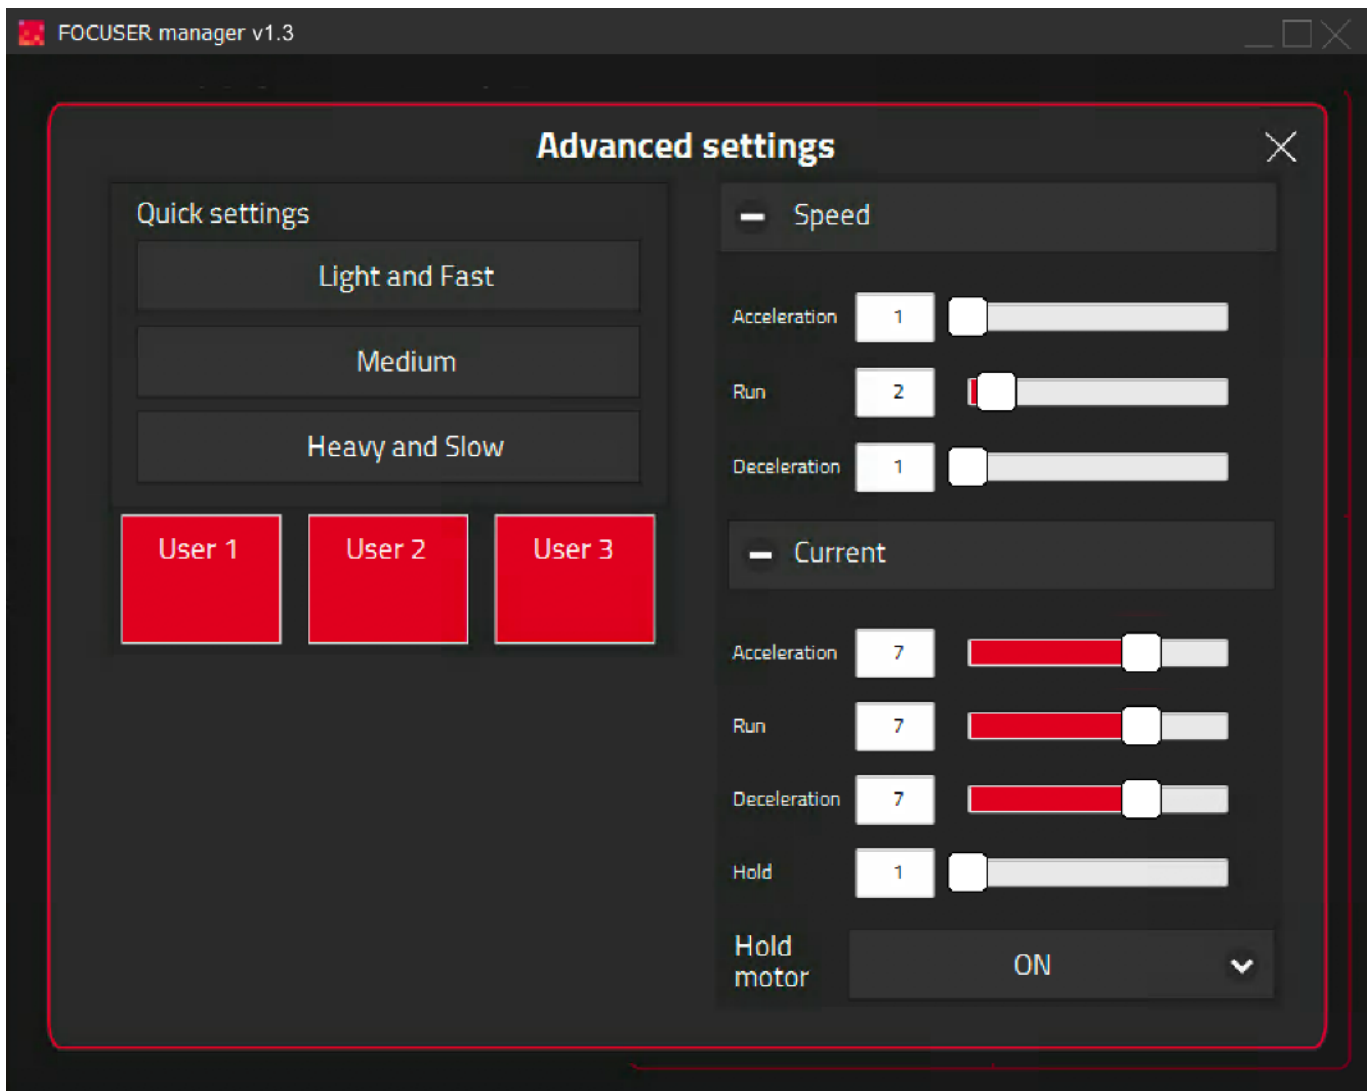 FOCUSER manager v1.3
Advanced settings
Quick settings
Light and Fast
Medium
Heavy and Slow
User 1
User 2
User 3
Speed
Acceleration 1
Run 2
Deceleration 1
Current
Acceleration 7
Run 7
Deceleration 7
Hold 1
Hold
motor
ON